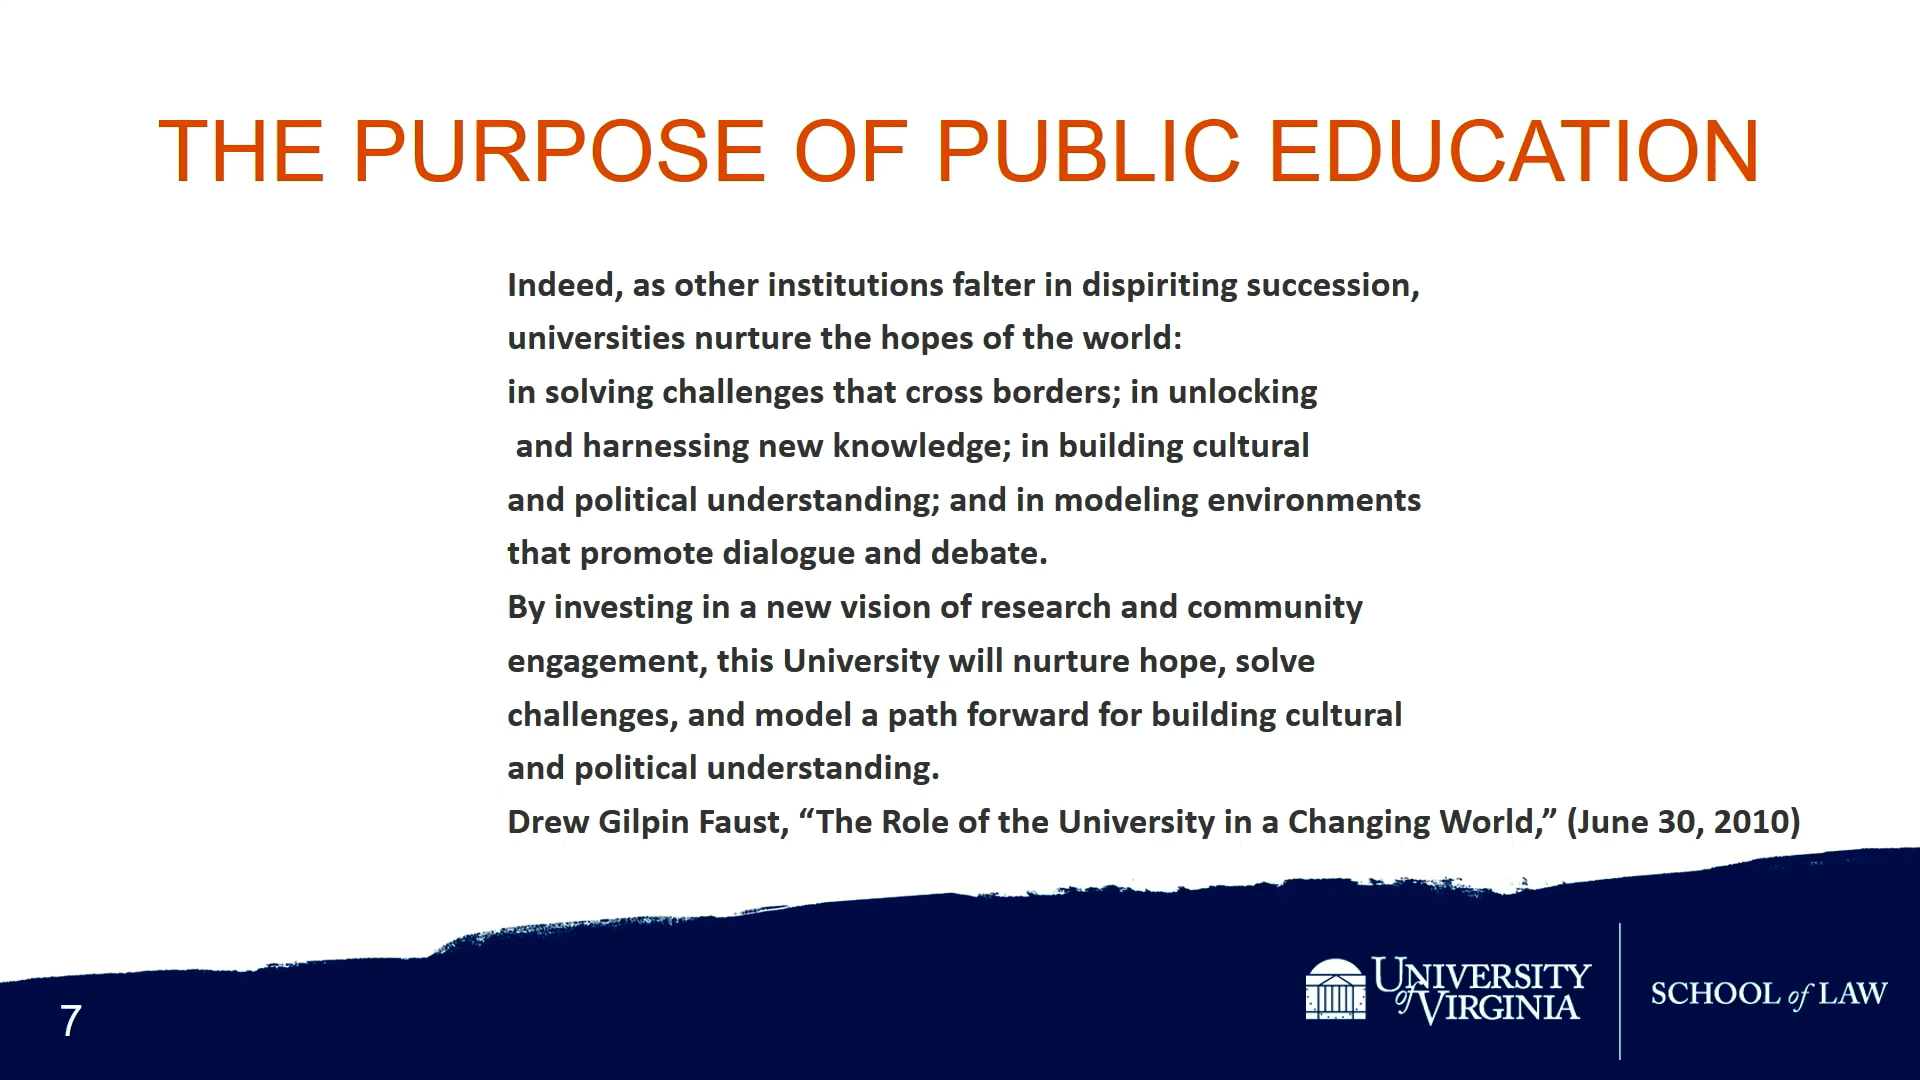 THE PURPOSE OF PUBLIC EDUCATION
Indeed, as other institutions falter in dispiriting succession,
universities nurture the hopes of the world:
in solving challenges that cross borders; in unlocking
and harnessing new knowledge; in building cultural
and political understanding; and in modeling environments
that promote dialogue and debate.
By investing in a new vision of research and community
engagement, this University will nurture hope, solve
challenges, and model a path forward for building cultural
and political understanding.
Drew Gilpin Faust, “The Role of the University in a Changing World,” (June 30, 2010)
7
UNIVERSITY
of VIRGINIA
SCHOOL of LAW